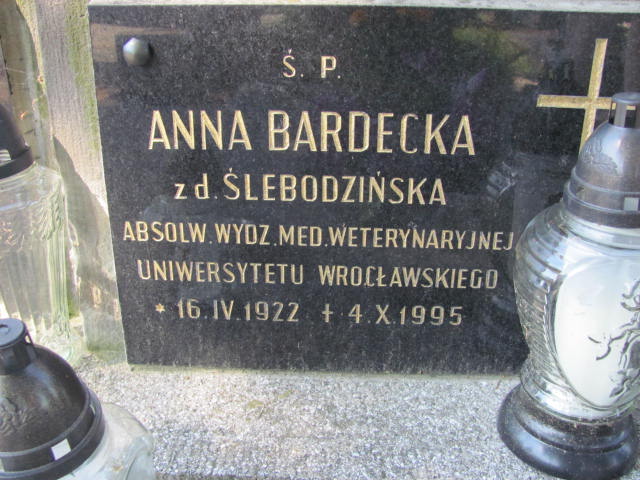 Ś. P.
ANNA BARDECKA
zd. ŚLEBODZIŃSKA
ABSOLW. WYDZ. MED. WETERYNARYJNEJ
UNIWERSYTETU WROCŁAWSKIEGO
* 16.IV.1922 + 4.X.1995